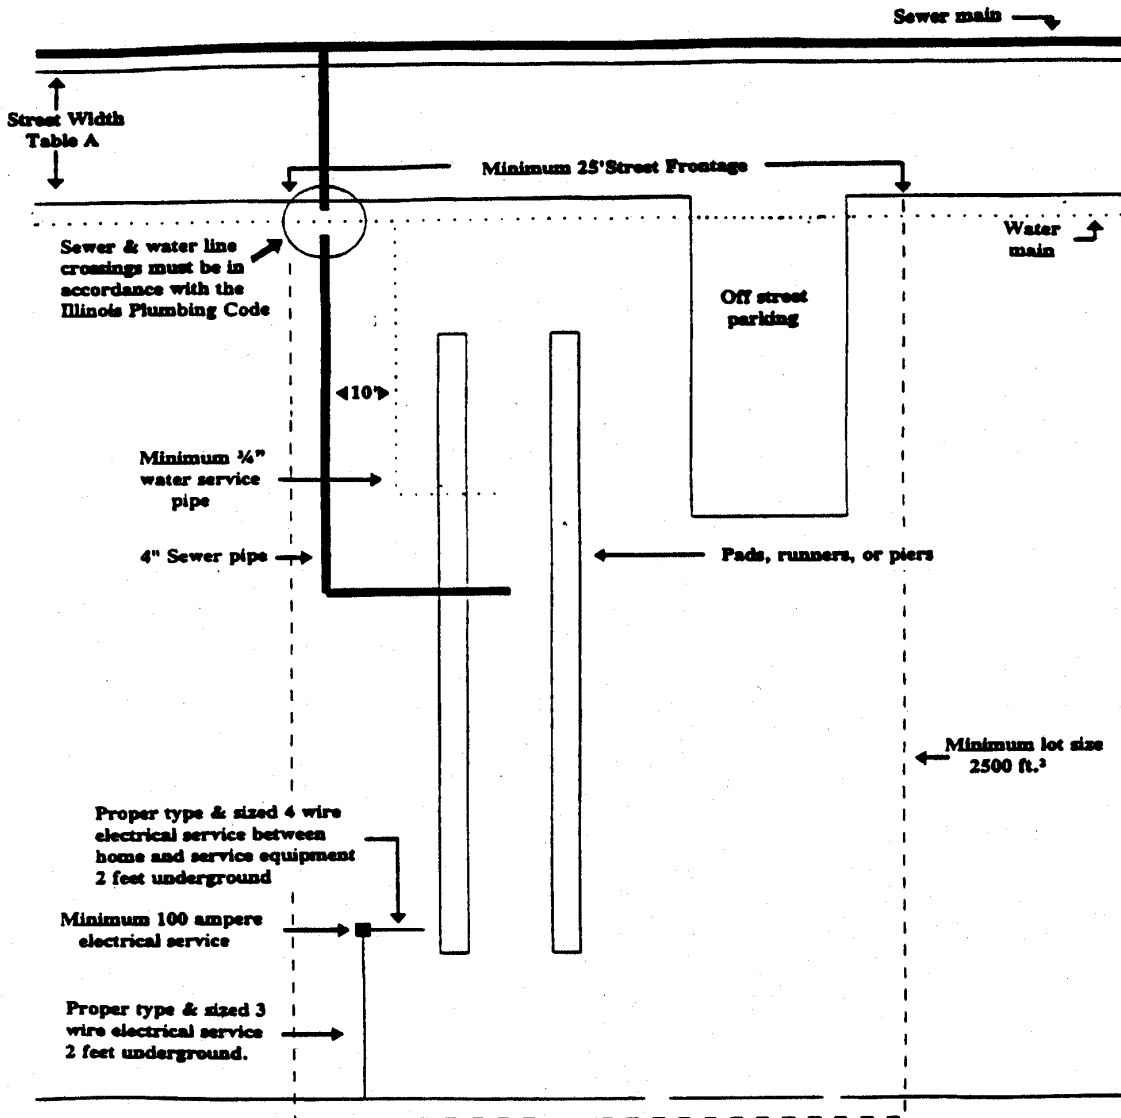 Sewer main
Street Width
Table A
Minimum 25'Street Frontage
Water
main
Sewer & water line
crossings must be in
accordance with the
Illinois Plumbing Code
Off street
parking
10'
Minimum ¾"
water service
pipe
4" Sewer pipe
Pads, runners, or piers
Minimum lot size
2500 ft.²
Proper type & sized 4 wire
electrical service between
home and service equipment
2 feet underground
Minimum 100 ampere
electrical service
Proper type & sized 3
wire electrical service
2 feet underground.